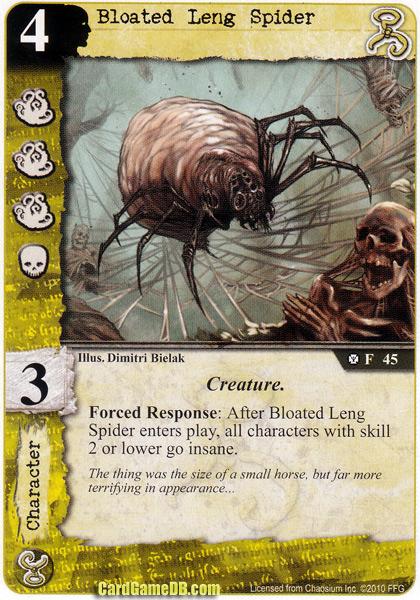 4
Bloated Leng Spider
Illus. Dimitri Bielak
F 45
3
Creature.
Forced Response: After Bloated Leng
Spider enters play, all characters with skill
2 or lower go insane.
The thing was the size of a small horse, but far more
terrifying in appearance...
Character
Licensed from Chaosium Inc. ©2010 FFG
CardGameDB.com